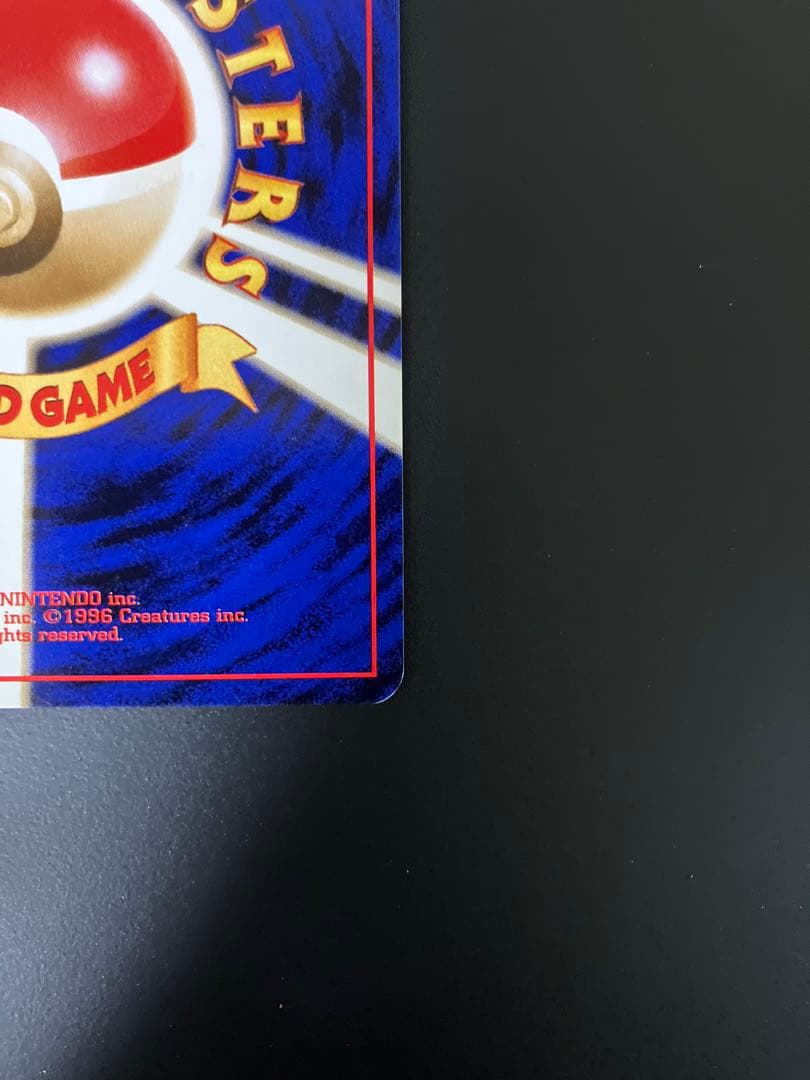 STERS
D GAME
NINTENDO inc.
inc. ©1996 Creatures inc.
ghts reserved.